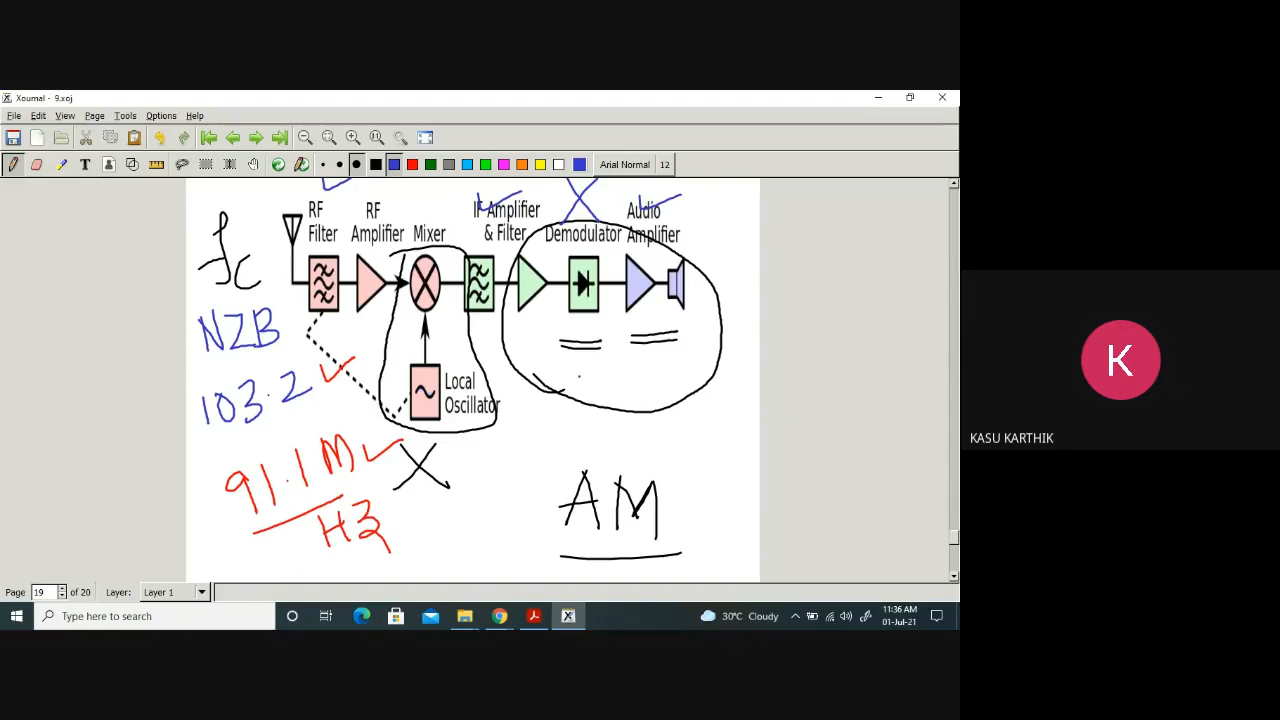 Xournal - 9.xoj
File Edit View Page Tools Options Help
Arial Normal 12
RF Filter
RF Amplifier
Mixer
IF Amplifier & Filter
Demodulator
Audio Amplifier
fc
NZB
103.2
Local Oscillator
91.1 M
HZ
X
AM
KASU KARTHIK
K
Page 19 of 20 Layer: Layer 1
Type here to search
30°C Cloudy
11:36 AM
01-Jul-21